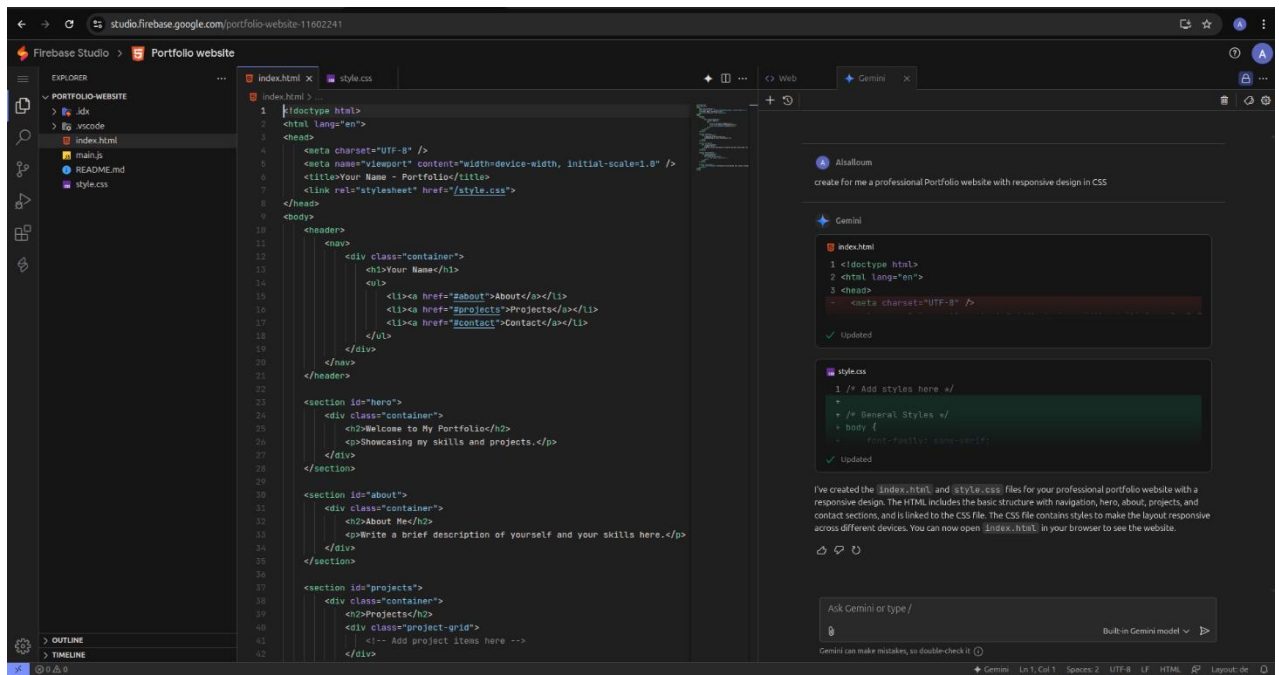 studio.firebase.google.com/portfolio-website-11602241
Firebase Studio > Portfolio website
EXPLORER
PORTFOLIO-WEBSITE
.idx
.vscode
index.html
main.js
README.md
style.css
OUTLINE
TIMELINE
index.html
style.css
index.html > ...
1 <!doctype html>
2 <html lang="en">
3 <head>
4 <meta charset="UTF-8" />
5 <meta name="viewport" content="width=device-width, initial-scale=1.0" />
6 <title>Your Name - Portfolio</title>
7 <link rel="stylesheet" href="/style.css">
8 </head>
9 <body>
10 <header>
11 <nav>
12 <div class="container">
13 <h1>Your Name</h1>
14 <ul>
15 <li><a href="#about">About</a></li>
16 <li><a href="#projects">Projects</a></li>
17 <li><a href="#contact">Contact</a></li>
18 </ul>
19 </div>
20 </nav>
21 </header>
22
23 <section id="hero">
24 <div class="container">
25 <h2>Welcome to My Portfolio</h2>
26 <p>Showcasing my skills and projects.</p>
27 </div>
28 </section>
29
30 <section id="about">
31 <div class="container">
32 <h2>About Me</h2>
33 <p>Write a brief description of yourself and your skills here.</p>
34 </div>
35 </section>
36
37 <section id="projects">
38 <div class="container">
39 <h2>Projects</h2>
40 <div class="project-grid">
41 <!-- Add project items here -->
42 </div>
Web
Gemini
A Alsalloum
create for me a professional Portfolio website with responsive design in CSS
Gemini
index.html
1 <!doctype html>
2 <html lang="en">
3 <head>
- <meta charset="UTF-8" />
Updated
style.css
1 /* Add styles here */
+
+ /* General Styles */
+ body {
+ font-family: sans-serif;
Updated
I've created the index.html and style.css files for your professional portfolio website with a
responsive design. The HTML includes the basic structure with navigation, hero, about, projects, and
contact sections, and is linked to the CSS file. The CSS file contains styles to make the layout responsive
across different devices. You can now open index.html in your browser to see the website.
Ask Gemini or type /
Built-in Gemini model
Gemini can make mistakes, so double-check it
0 0
Gemini Ln 1, Col 1 Spaces: 2 UTF-8 LF HTML Layout: de